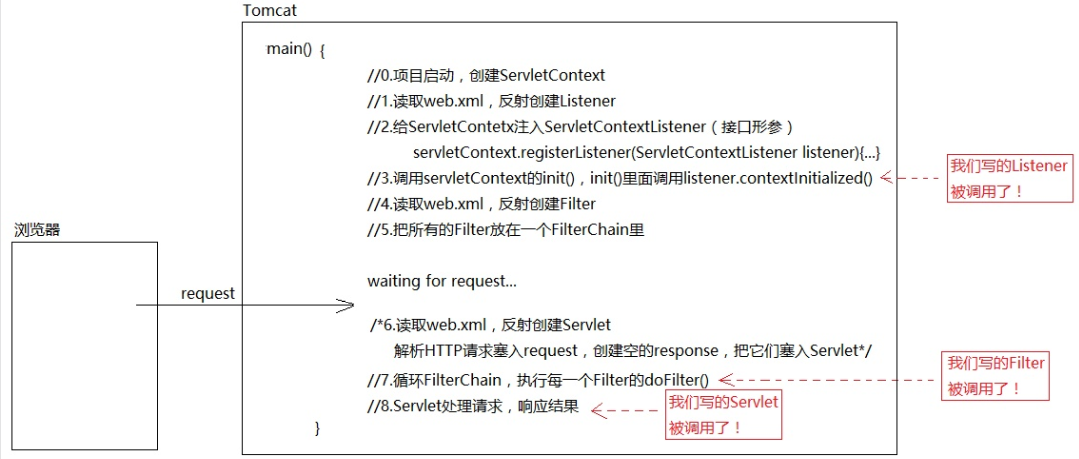 Tomcat
main() {
//0.项目启动，创建ServletContext
//1.读取web.xml，反射创建Listener
//2.给ServletContetx注入ServletContextListener（接口形参）
servletContext.registerListener(ServletContextListener listener){...}
//3.调用servletContext的init()，init()里面调用listener.contextInitialized()
我们写的Listener
被调用了！
//4.读取web.xml，反射创建Filter
//5.把所有的Filter放在一个FilterChain里
浏览器
request
waiting for request...
/*6.读取web.xml，反射创建Servlet
解析HTTP请求塞入request，创建空的response，把它们塞入Servlet*/
//7.循环FilterChain，执行每一个Filter的doFilter()
我们写的Filter
被调用了！
//8.Servlet处理请求，响应结果
我们写的Servlet
被调用了！
}